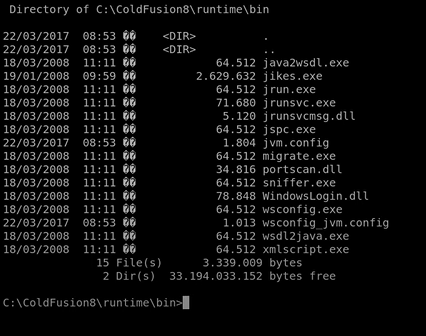 Directory of C:\ColdFusion8\runtime\bin
22/03/2017  08:53 ��    <DIR>          .
22/03/2017  08:53 ��    <DIR>          ..
18/03/2008  11:11 ��            64.512 java2wsdl.exe
19/01/2008  09:59 ��         2.629.632 jikes.exe
18/03/2008  11:11 ��            64.512 jrun.exe
18/03/2008  11:11 ��            71.680 jrunsvc.exe
18/03/2008  11:11 ��             5.120 jrunsvcmsg.dll
18/03/2008  11:11 ��            64.512 jspc.exe
22/03/2017  08:53 ��             1.804 jvm.config
18/03/2008  11:11 ��            64.512 migrate.exe
18/03/2008  11:11 ��            34.816 portscan.dll
18/03/2008  11:11 ��            64.512 sniffer.exe
18/03/2008  11:11 ��            78.848 WindowsLogin.dll
18/03/2008  11:11 ��            64.512 wsconfig.exe
22/03/2017  08:53 ��             1.013 wsconfig_jvm.config
18/03/2008  11:11 ��            64.512 wsdl2java.exe
18/03/2008  11:11 ��            64.512 xmlscript.exe
15 File(s)      3.339.009 bytes
2 Dir(s)  33.194.033.152 bytes free
C:\ColdFusion8\runtime\bin>